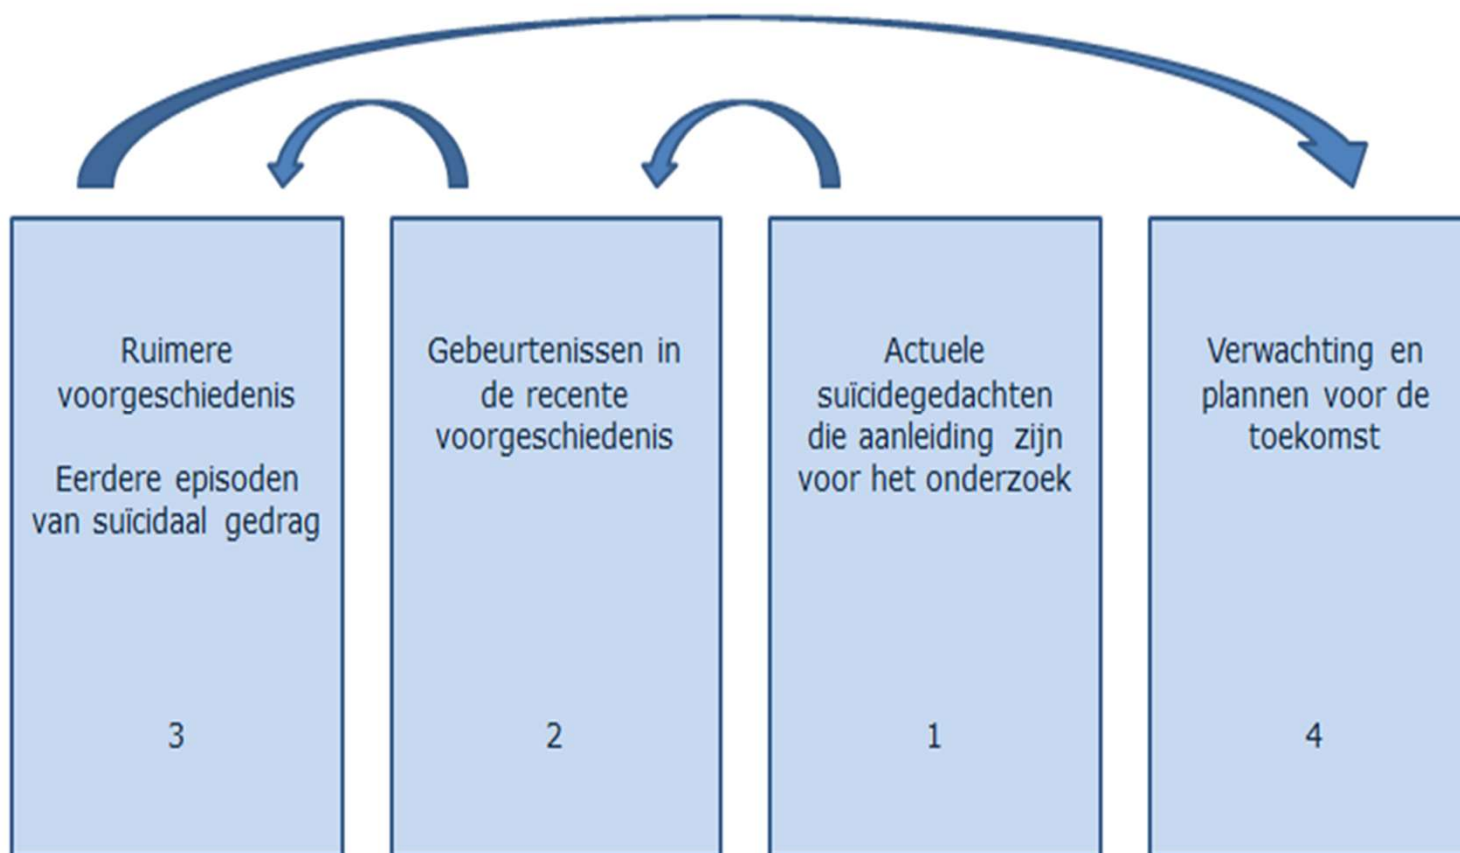 Ruimere
voorgeschiedenis
Eerdere episoden
van suïcidaal gedrag
3
Gebeurtenissen in
de recente
voorgeschiedenis
2
Actuele
suïcidegedachten
die aanleiding zijn
voor het onderzoek
1
Verwachting en
plannen voor de
toekomst
4